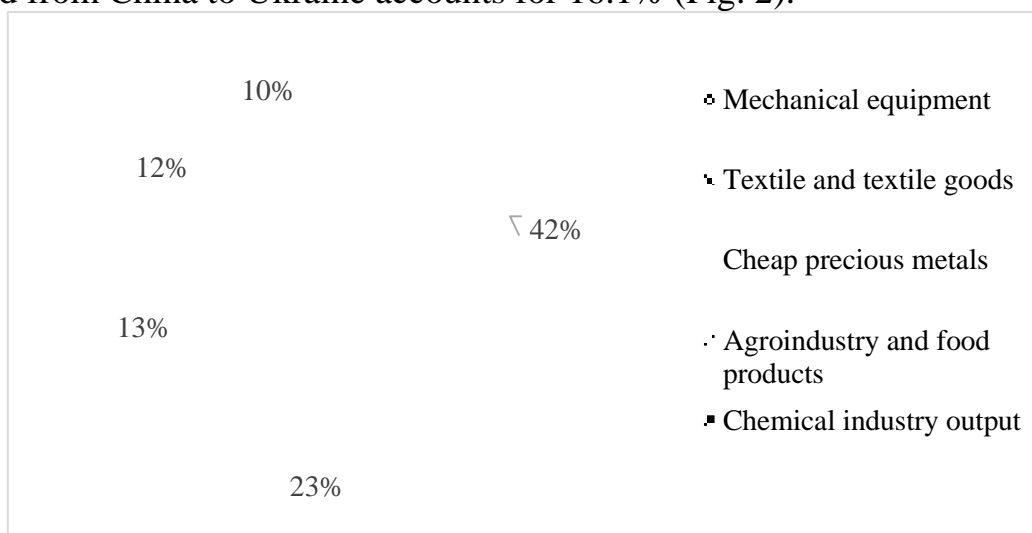 d from China to Ukraine accounts for 16.1% (Fig. 2).
10%
12%
42%
13%
23%
Mechanical equipment
Textile and textile goods
Cheap precious metals
Agroindustry and food
products
Chemical industry output